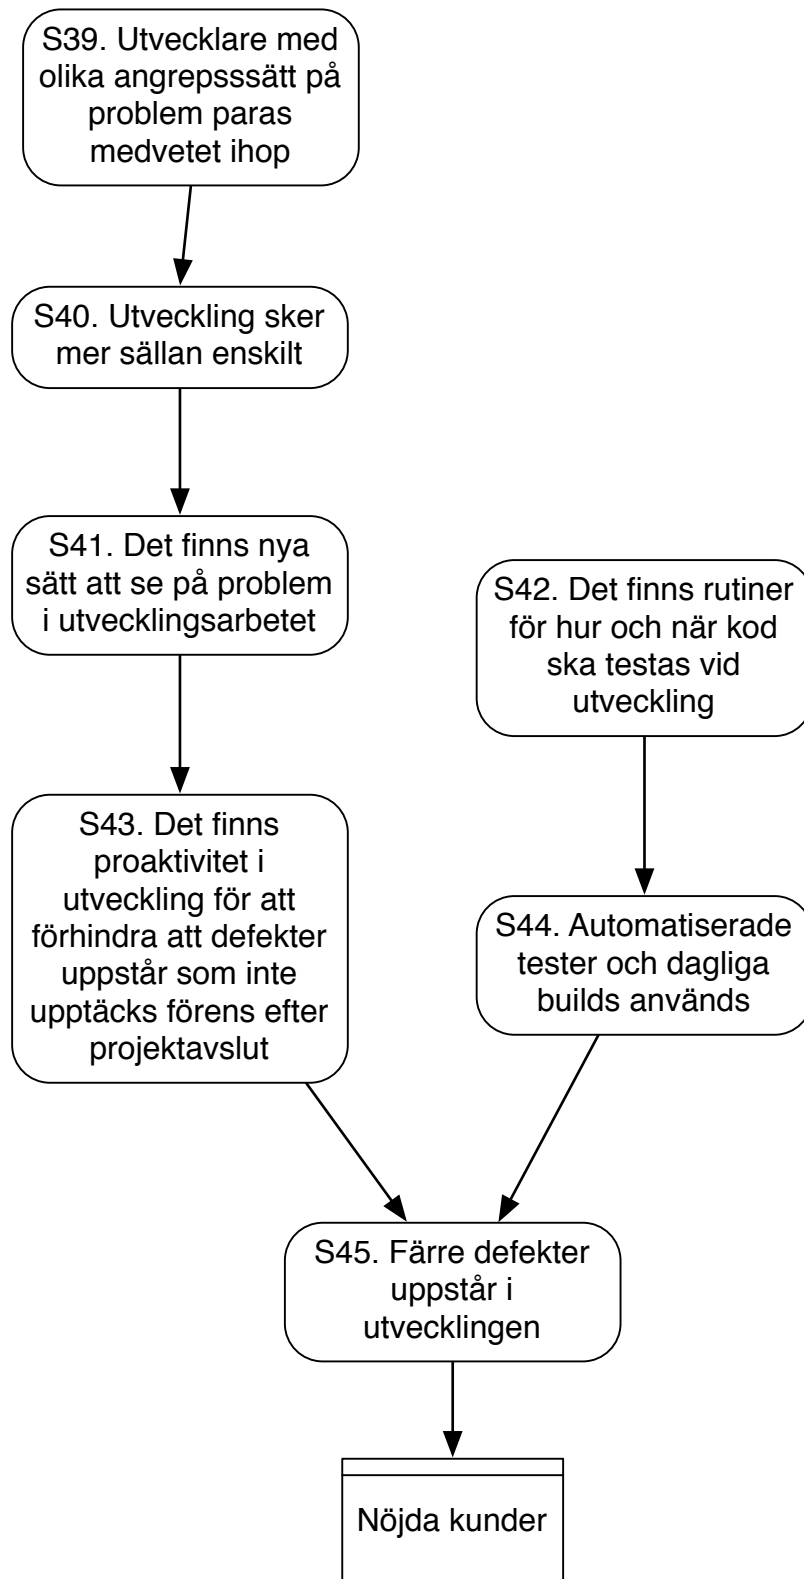 S39. Utvecklare med
olika angrepsssätt på
problem paras
medvetet ihop
S40. Utveckling sker
mer sällan enskilt
S41. Det finns nya
sätt att se på problem
i utvecklingsarbetet
S42. Det finns rutiner
för hur och när kod
ska testas vid
utveckling
S43. Det finns
proaktivitet i
utveckling för att
förhindra att defekter
uppstår som inte
upptäcks förens efter
projektavslut
S44. Automatiserade
tester och dagliga
builds används
S45. Färre defekter
uppstår i
utvecklingen
Nöjda kunder